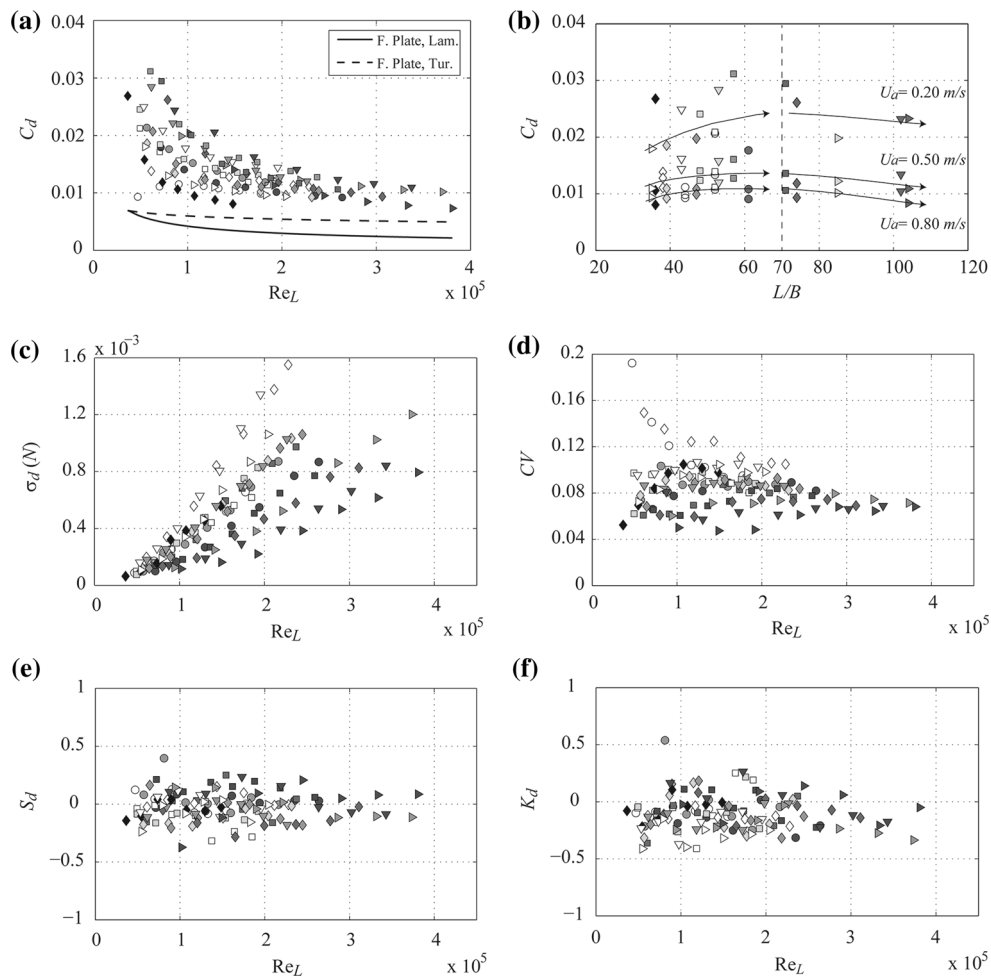 (a)
0.04
0.03
0.02
0.01
0
C_d
F. Plate, Lam.
F. Plate, Tur.
0 1 2 3 4
x 10^5
Re_L
(b)
0.04
0.03
0.02
0.01
0
C_d
U_a= 0.20 m/s
U_a= 0.50 m/s
U_a= 0.80 m/s
20 40 60 70 80 100 120
L/B
(c)
x 10^−3
1.6
1.2
0.8
0.4
0
σ_d (N)
0 1 2 3 4
x 10^5
Re_L
(d)
0.2
0.16
0.12
0.08
0.04
0
CV
0 1 2 3 4
x 10^5
Re_L
(e)
1
0.5
0
−0.5
−1
S_d
0 1 2 3 4
x 10^5
Re_L
(f)
1
0.5
0
−0.5
−1
K_d
0 1 2 3 4
x 10^5
Re_L